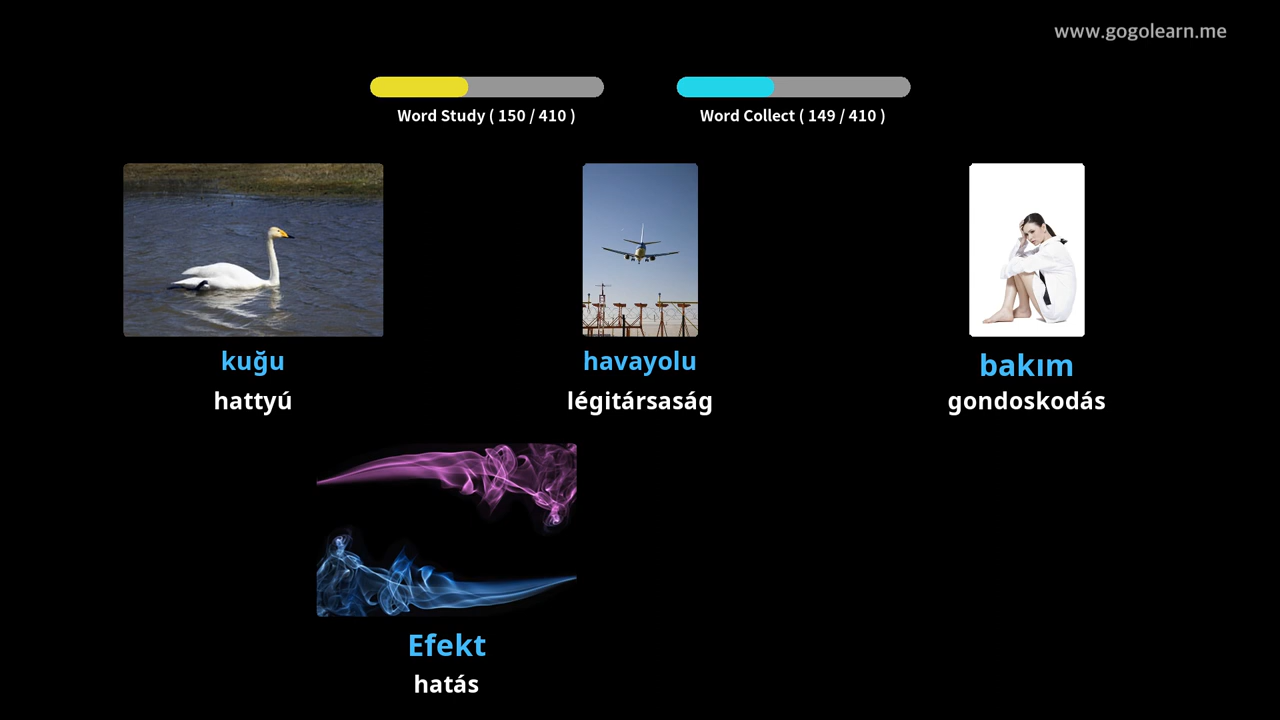 www.gogolearn.me
Word Study ( 150 / 410 )
Word Collect ( 149 / 410 )
kuğu
hattyú
havayolu
légitársaság
bakım
gondoskodás
Efekt
hatás